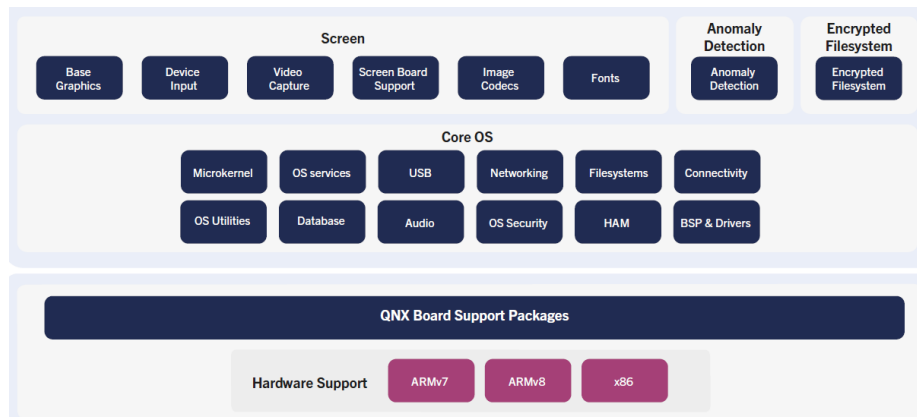 Screen
Base
Graphics
Device
Input
Video
Capture
Screen Board
Support
Image
Codecs
Fonts
Anomaly
Detection
Anomaly
Detection
Encrypted
Filesystem
Encrypted
Filesystem
Core OS
Microkernel
OS services
USB
Networking
Filesystems
Connectivity
OS Utilities
Database
Audio
OS Security
HAM
BSP & Drivers
QNX Board Support Packages
Hardware Support
ARMv7
ARMv8
x86